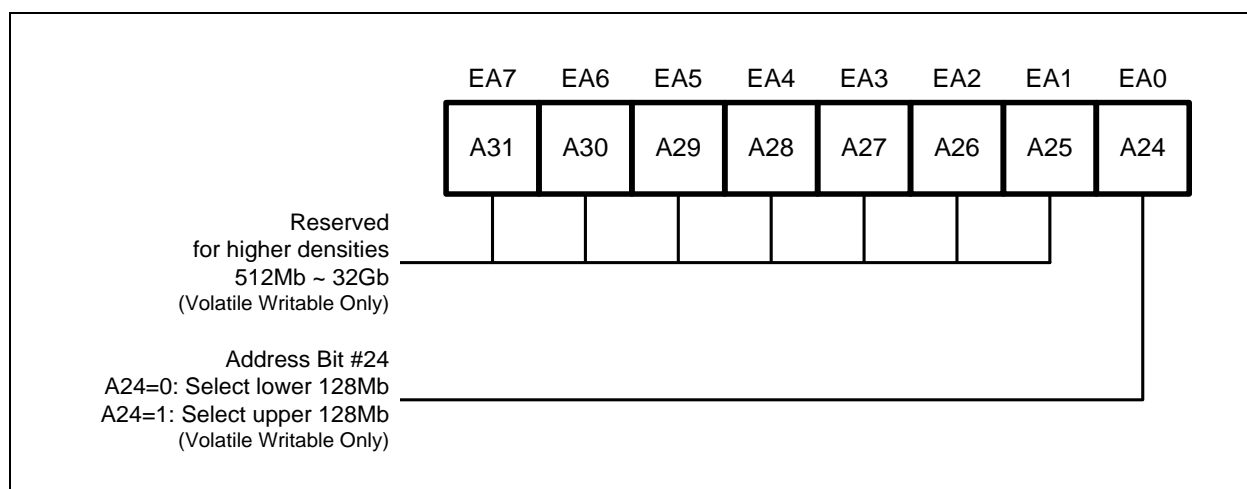 EA7 EA6 EA5 EA4 EA3 EA2 EA1 EA0
A31 A30 A29 A28 A27 A26 A25 A24
Reserved
for higher densities
512Mb ~ 32Gb
(Volatile Writable Only)
Address Bit #24
A24=0: Select lower 128Mb
A24=1: Select upper 128Mb
(Volatile Writable Only)